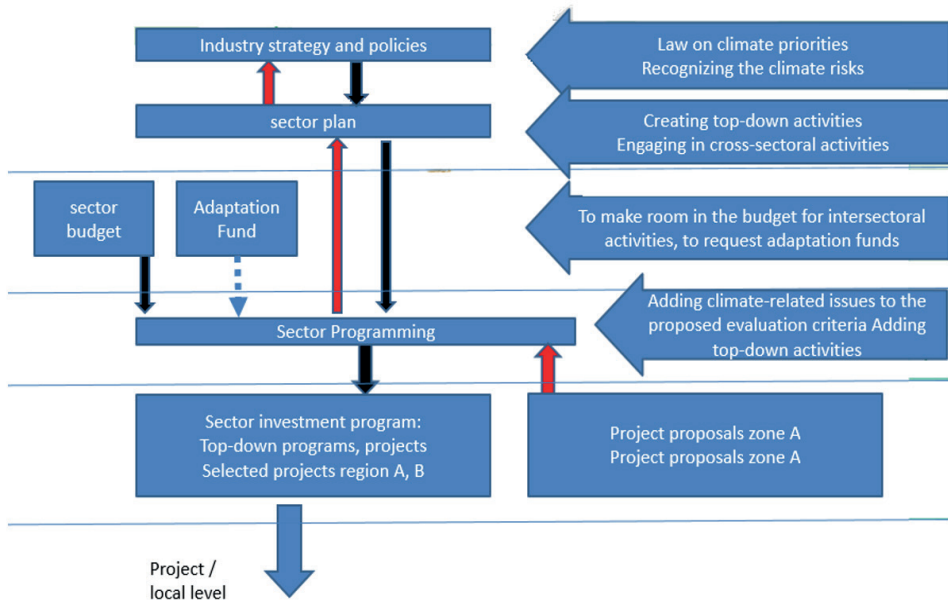 Industry strategy and policies
Law on climate priorities
Recognizing the climate risks
sector plan
Creating top-down activities
Engaging in cross-sectoral activities
sector
budget
Adaptation
Fund
To make room in the budget for intersectoral
activities, to request adaptation funds
Sector Programming
Adding climate-related issues to the
proposed evaluation criteria Adding
top-down activities
Sector investment program:
Top-down programs, projects
Selected projects region A, B
Project proposals zone A
Project proposals zone A
Project /
local level